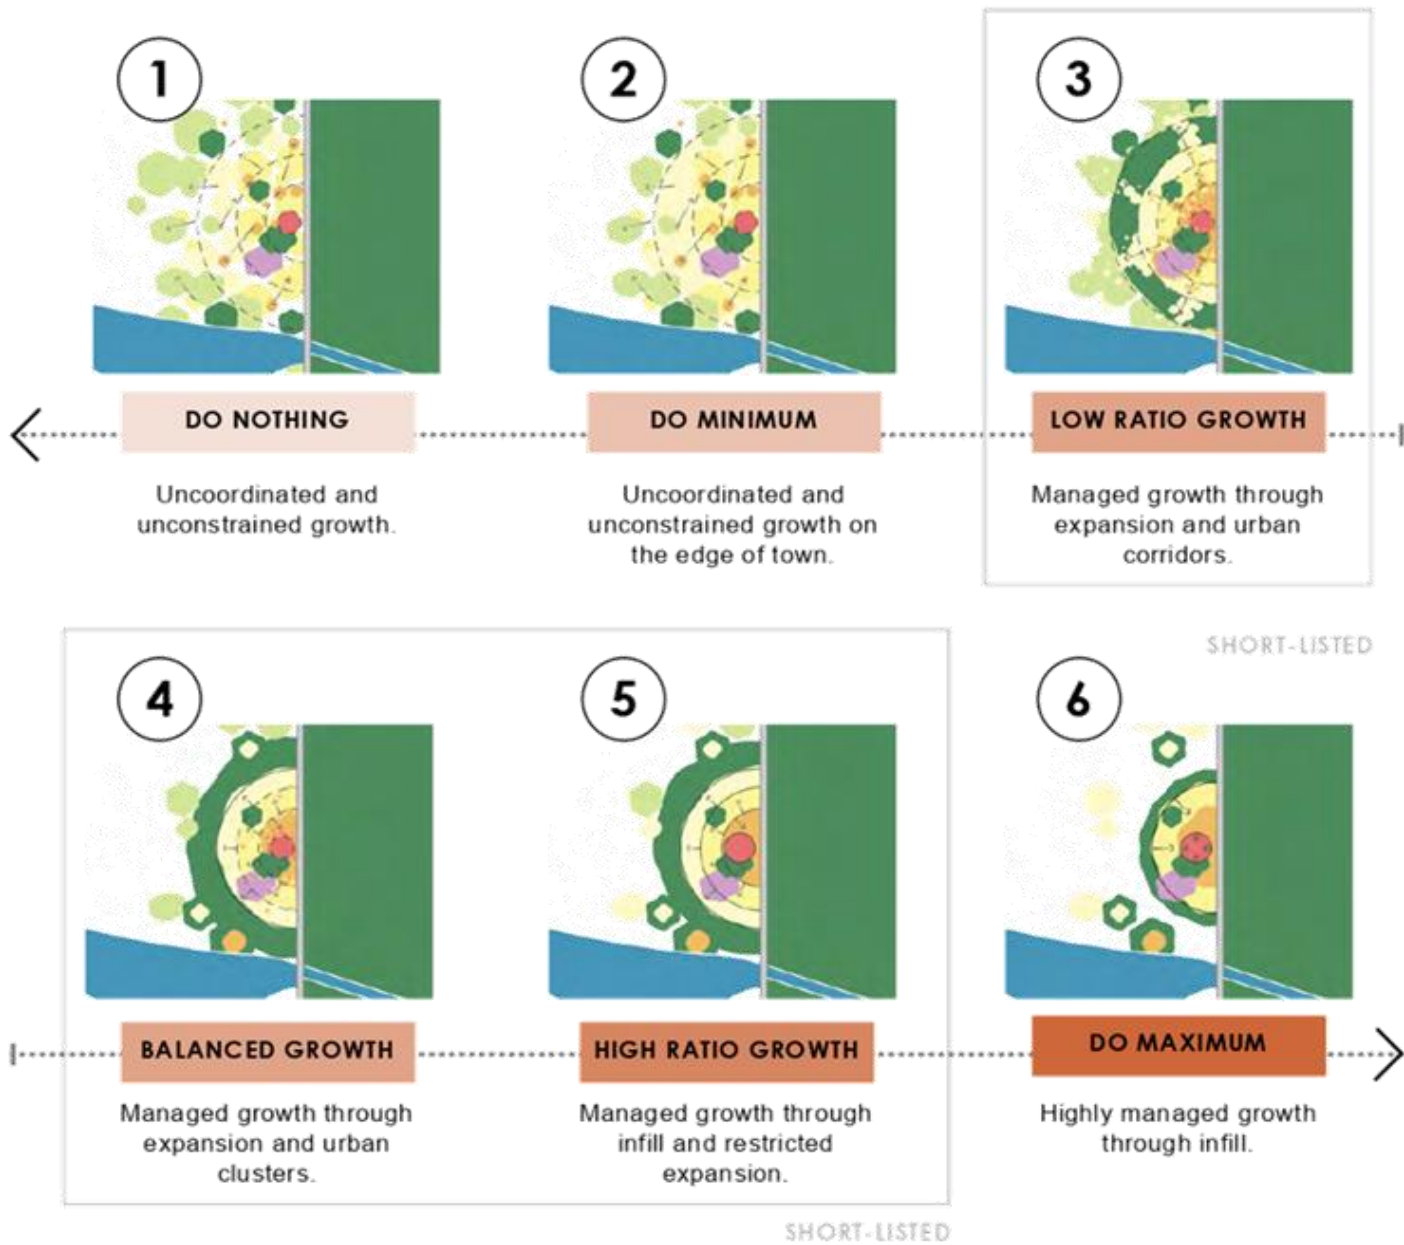 1
2
3
DO NOTHING
DO MINIMUM
LOW RATIO GROWTH
Uncoordinated and
unconstrained growth.
Uncoordinated and
unconstrained growth on
the edge of town.
Managed growth through
expansion and urban
corridors.
SHORT-LISTED
4
5
6
BALANCED GROWTH
HIGH RATIO GROWTH
DO MAXIMUM
Managed growth through
expansion and urban
clusters.
Managed growth through
infill and restricted
expansion.
Highly managed growth
through infill.
SHORT-LISTED